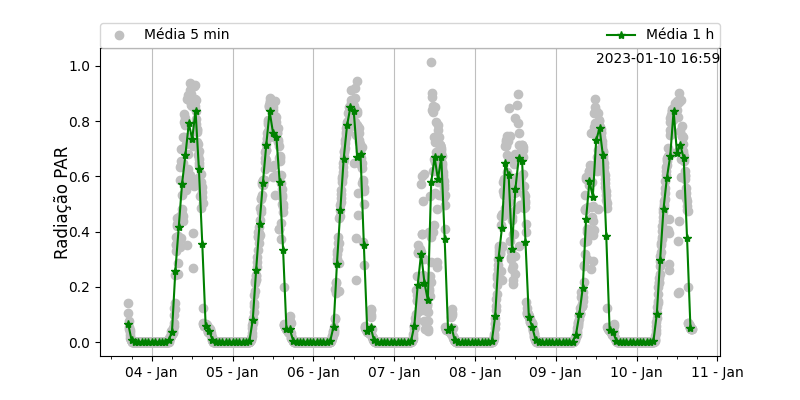 Média 5 min
Média 1 h
2023-01-10 16:59
Radiação PAR
1.0
0.8
0.6
0.4
0.2
0.0
04 - Jan
05 - Jan
06 - Jan
07 - Jan
08 - Jan
09 - Jan
10 - Jan
11 - Jan